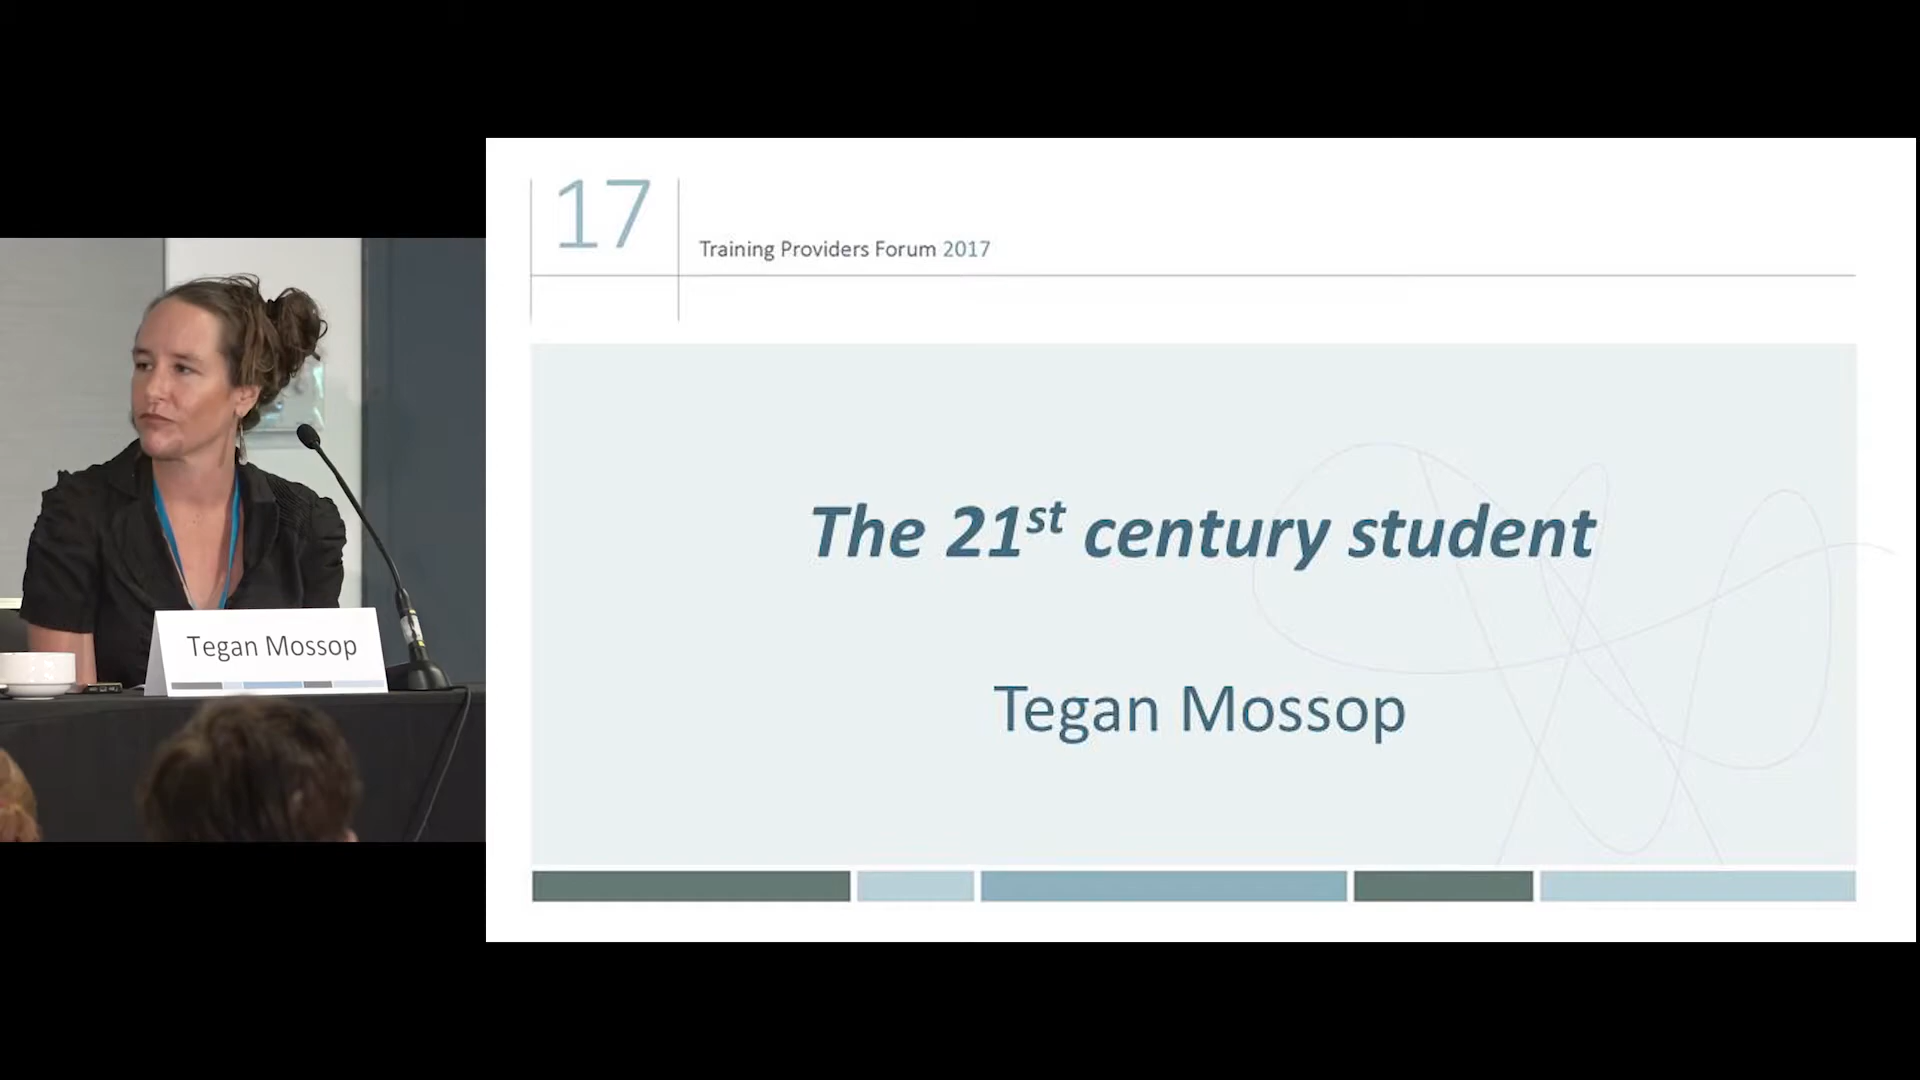 17
Training Providers Forum 2017
The 21st century student
Tegan Mossop
Tegan Mossop